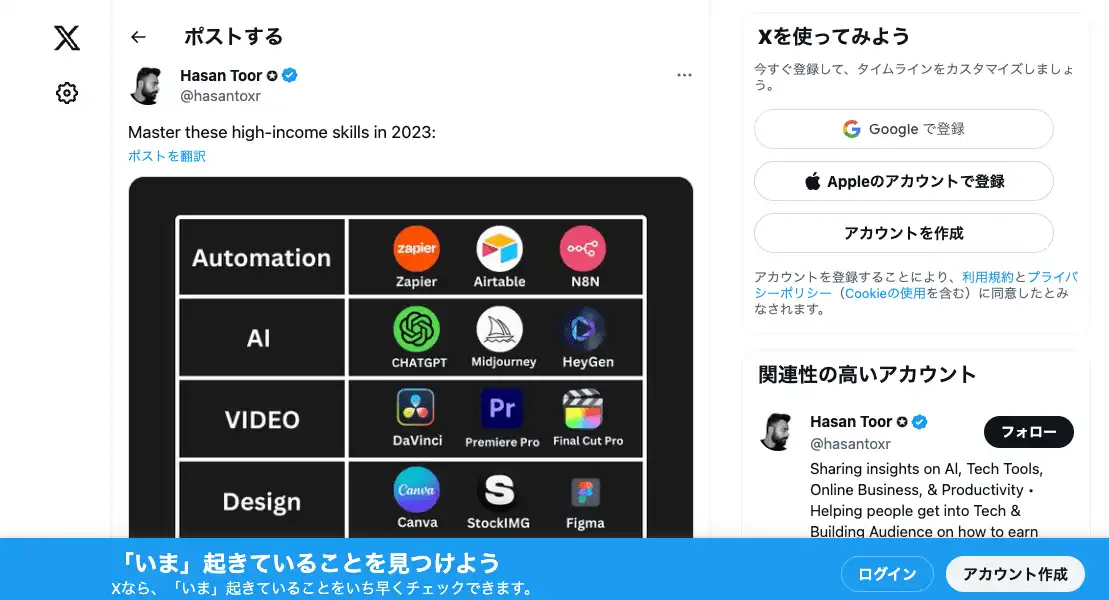 ポストする
Hasan Toor
@hasantoxr
Master these high-income skills in 2023:
ポストを翻訳
Automation
zapier
Zapier
Airtable
N8N
AI
CHATGPT
Midjourney
HeyGen
VIDEO
DaVinci
Pr
Premiere Pro
Final Cut Pro
Design
Canva
Canva
S
StockIMG
Figma
Xを使ってみよう
今すぐ登録して、タイムラインをカスタマイズしましょ
う。
Google で登録
Appleのアカウントで登録
アカウントを作成
アカウントを登録することにより、利用規約とプライバ
シーポリシー（Cookieの使用を含む）に同意したとみ
なされます。
関連性の高いアカウント
Hasan Toor
@hasantoxr
フォロー
Sharing insights on AI, Tech Tools,
Online Business, & Productivity •
Helping people get into Tech &
Building Audience on how to earn
「いま」起きていることを見つけよう
Xなら、「いま」起きていることをいち早くチェックできます。
ログイン
アカウント作成